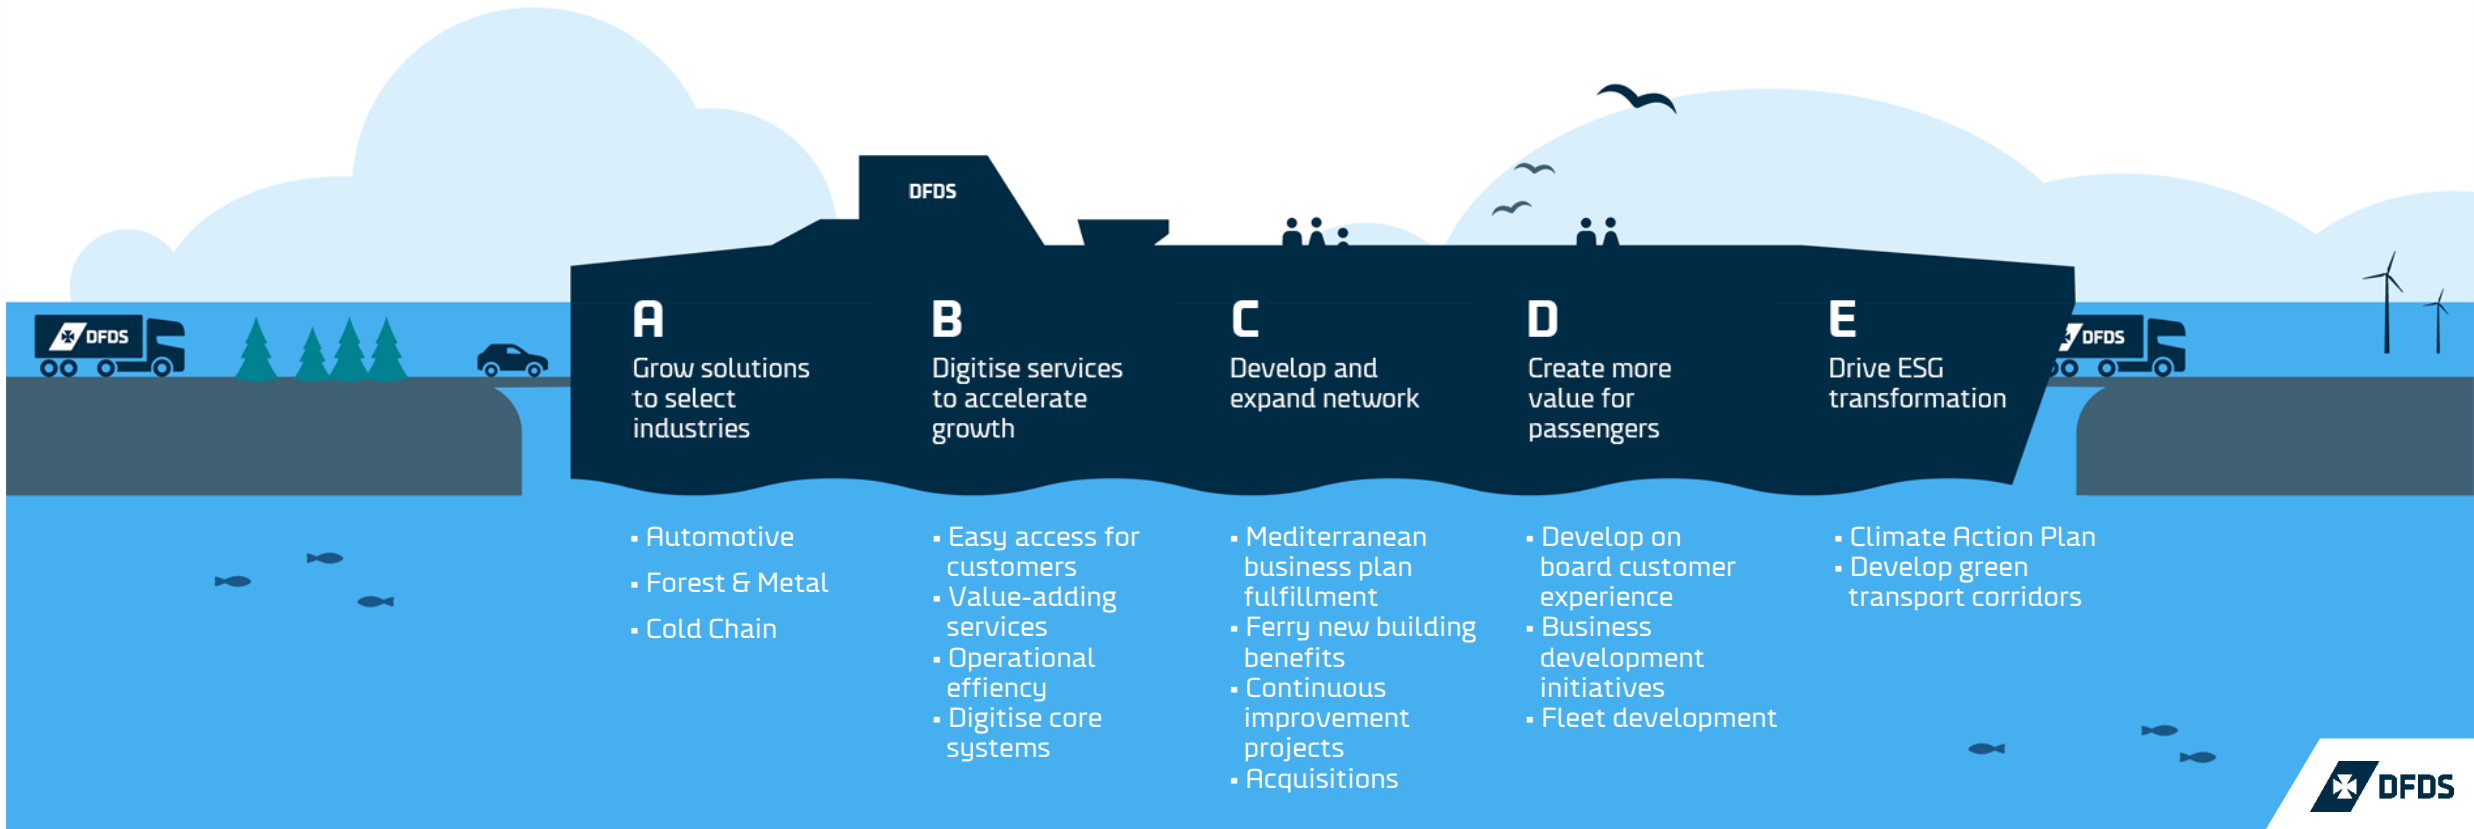 DFDS
DFDS
DFDS
A
Grow solutions
to select
industries
▪ Automotive
▪ Forest & Metal
▪ Cold Chain
B
Digitise services
to accelerate
growth
▪ Easy access for
customers
▪ Value-adding
services
▪ Operational
effiency
▪ Digitise core
systems
C
Develop and
expand network
▪ Mediterranean
business plan
fulfillment
▪ Ferry new building
benefits
▪ Continuous
improvement
projects
▪ Acquisitions
D
Create more
value for
passengers
▪ Develop on
board customer
experience
▪ Business
development
initiatives
▪ Fleet development
E
Drive ESG
transformation
▪ Climate Action Plan
▪ Develop green
transport corridors
DFDS